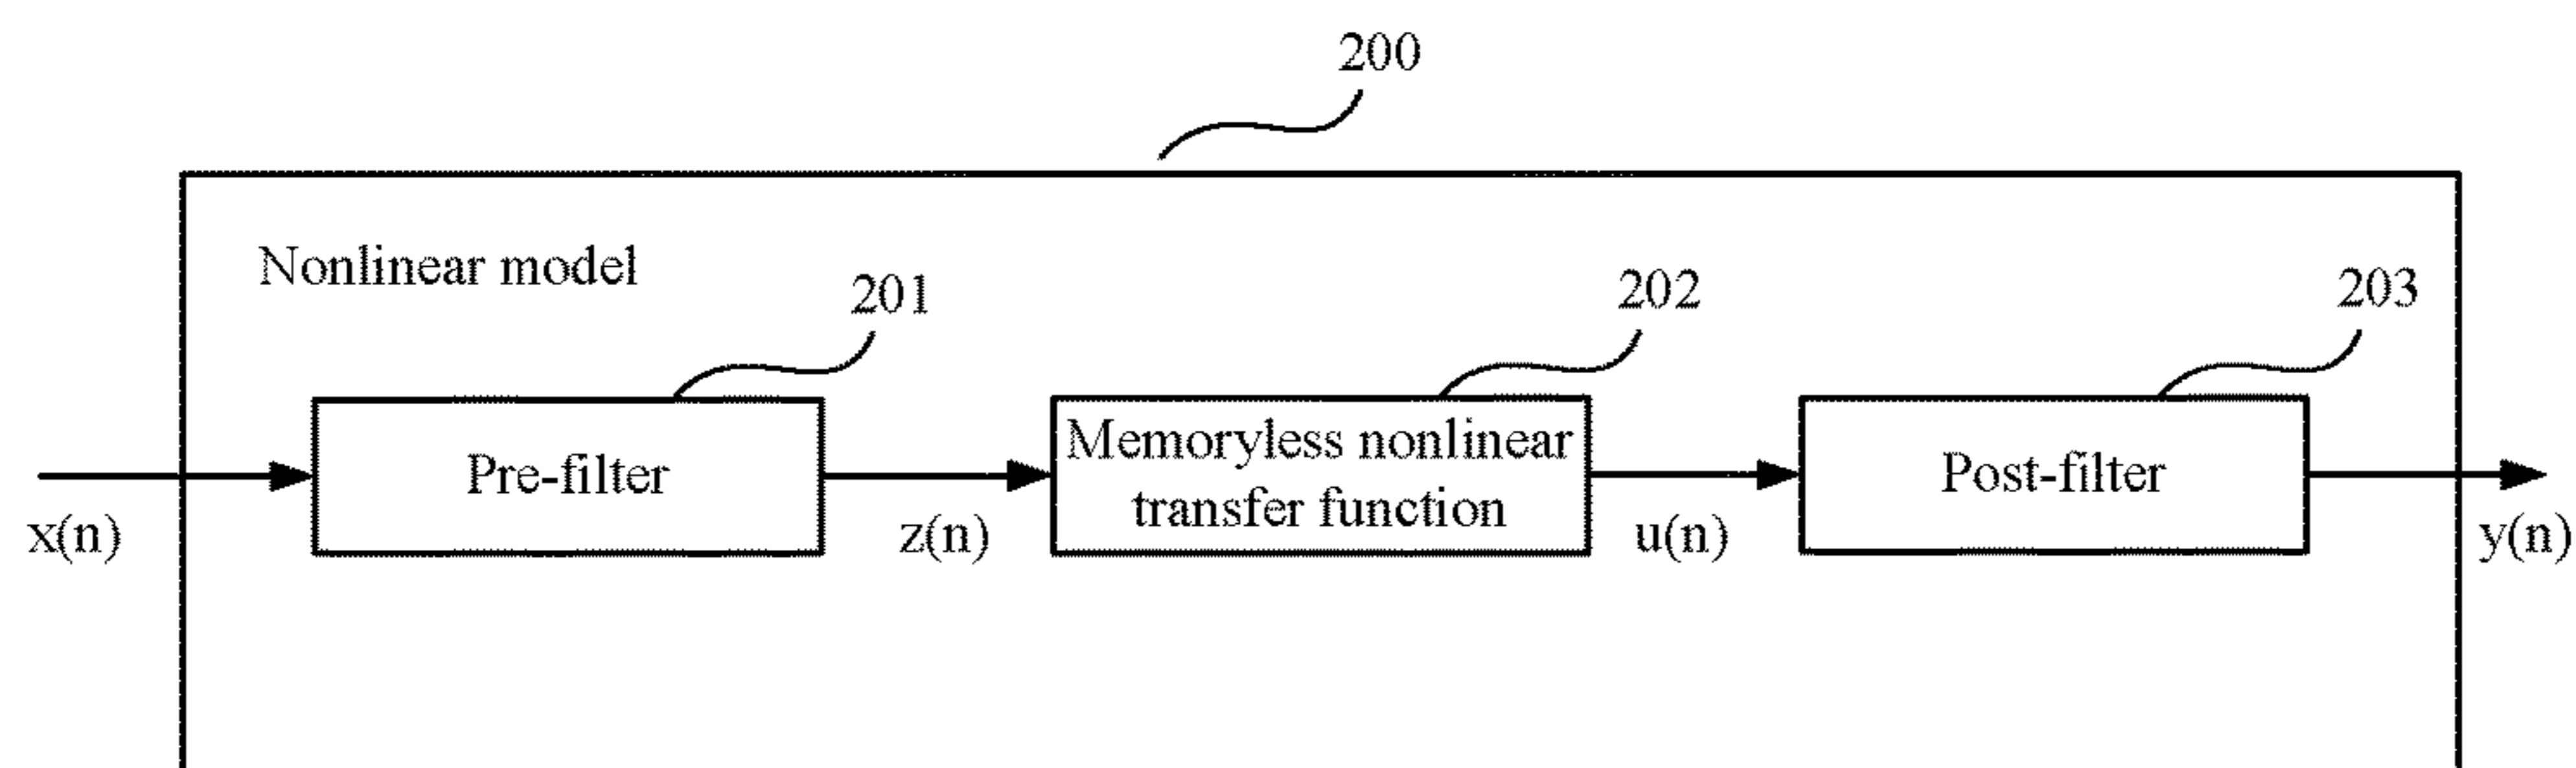 200
Nonlinear model
201
202
203
Pre-filter
Memoryless nonlinear
transfer function
Post-filter
x(n)
z(n)
u(n)
y(n)